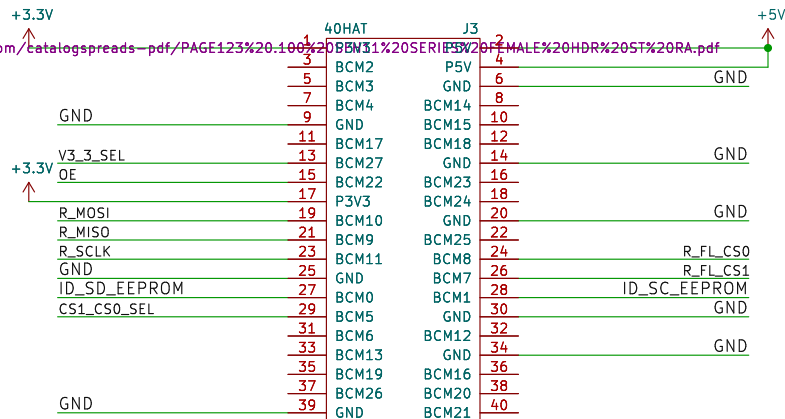 +3.3V
40HAT J3
+5V
om/catalogspreads-pdf/PAGE123%20.100%20SFH11%20SERIES%20FEMALE%20HDR%20ST%20RA.pdf
1 P3V3 P5V 2
3 BCM2 P5V 4
5 BCM3 GND 6 GND
7 BCM4 BCM14 8
GND 9 GND BCM15 10
11 BCM17 BCM18 12
V3_3_SEL 13 BCM27 GND 14 GND
OE 15 BCM22 BCM23 16
+3.3V 17 P3V3 BCM24 18
R_MOSI 19 BCM10 GND 20 GND
R_MISO 21 BCM9 BCM25 22
R_SCLK 23 BCM11 BCM8 24 R_FL_CS0
GND 25 GND BCM7 26 R_FL_CS1
ID_SD_EEPROM 27 BCM0 BCM1 28 ID_SC_EEPROM
CS1_CS0_SEL 29 BCM5 GND 30 GND
31 BCM6 BCM12 32
33 BCM13 GND 34 GND
35 BCM19 BCM16 36
37 BCM26 BCM20 38
GND 39 GND BCM21 40